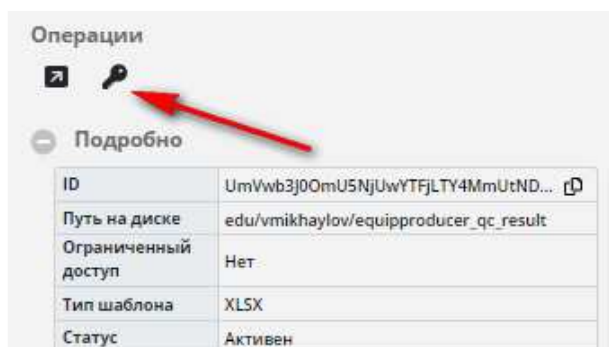 Операции
Подробно
ID UmVwb3J0OmU5NjUwYTFjLTY4MmUtND...
Путь на диске edu/vmikhaylov/equipproducer_qc_result
Ограниченный
доступ Нет
Тип шаблона XLSX
Статус Активен